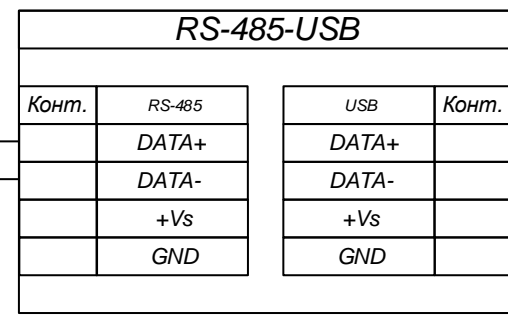 RS-485-USB
Конт. RS-485 USB Конт.
DATA+ DATA+
DATA- DATA-
+Vs +Vs
GND GND